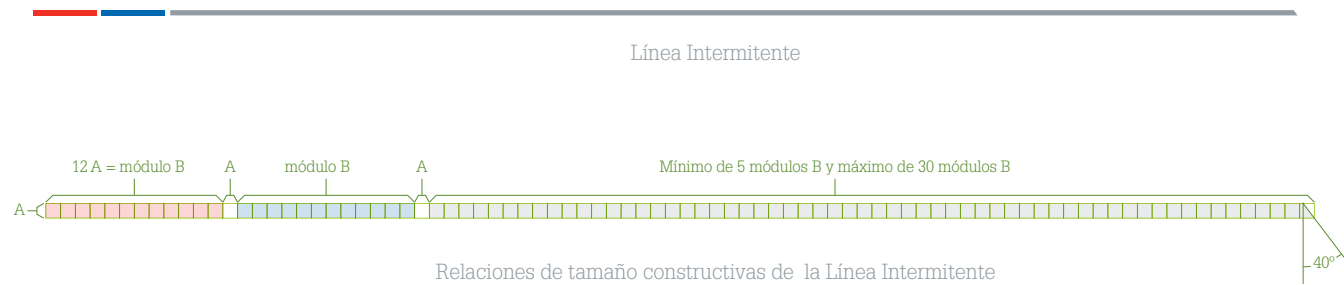 Línea Intermitente
12 A = módulo B A módulo B A Mínimo de 5 módulos B y máximo de 30 módulos B
A
40º
Relaciones de tamaño constructivas de la Línea Intermitente